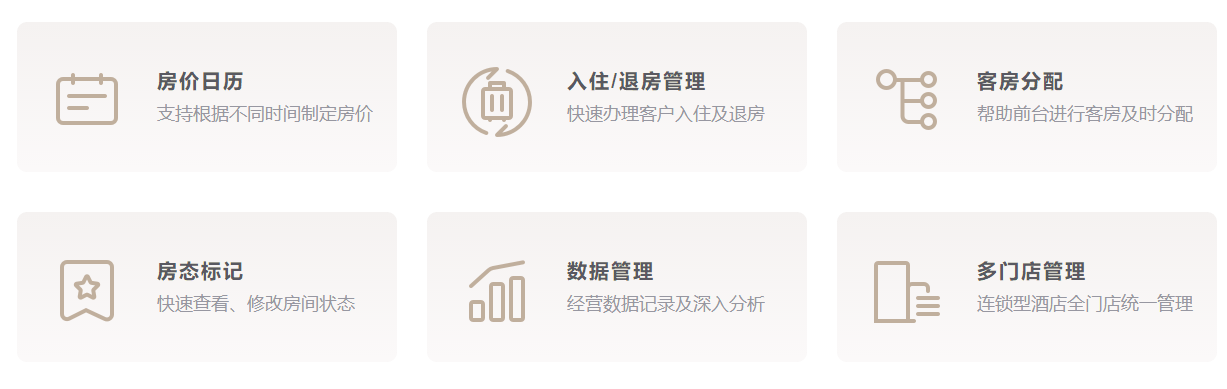 房价日历
支持根据不同时间制定房价
入住/退房管理
快速办理客户入住及退房
客房分配
帮助前台进行客房及时分配
房态标记
快速查看、修改房间状态
数据管理
经营数据记录及深入分析
多门店管理
连锁型酒店全门店统一管理